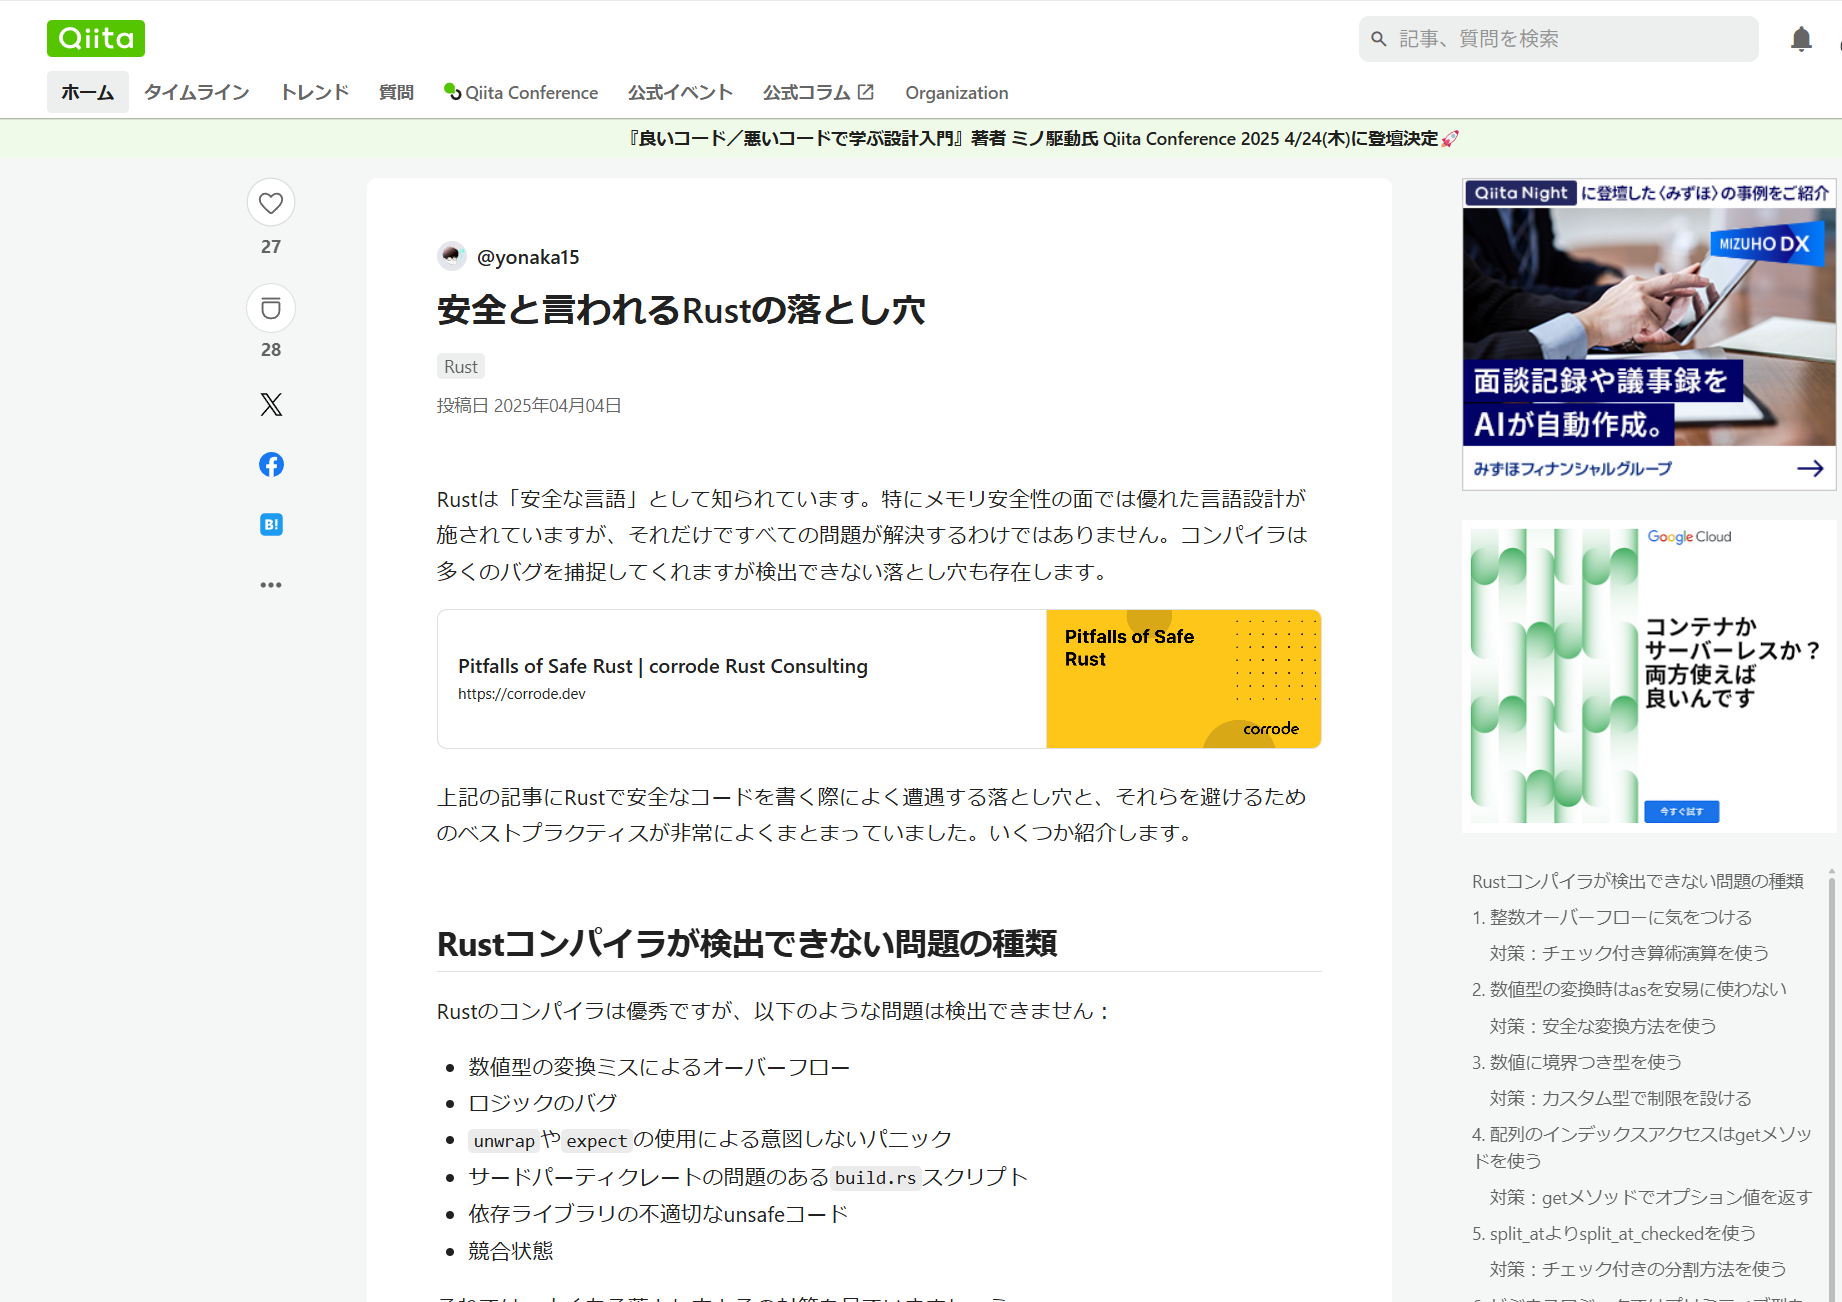 Qiita
記事、質問を検索
ホーム タイムライン トレンド 質問 Qiita Conference 公式イベント 公式コラム Organization
『良いコード／悪いコードで学ぶ設計入門』著者 ミノ駆動氏 Qiita Conference 2025 4/24(木)に登壇決定🚀
27
28
B!
@yonaka15
安全と言われるRustの落とし穴
Rust
投稿日 2025年04月04日
Rustは「安全な言語」として知られています。特にメモリ安全性の面では優れた言語設計が
施されていますが、それだけですべての問題が解決するわけではありません。コンパイラは
多くのバグを捕捉してくれますが検出できない落とし穴も存在します。
Pitfalls of Safe Rust | corrode Rust Consulting
https://corrode.dev
Pitfalls of Safe
Rust
corrode
上記の記事にRustで安全なコードを書く際によく遭遇する落とし穴と、それらを避けるため
のベストプラクティスが非常によくまとまっていました。いくつか紹介します。
Rustコンパイラが検出できない問題の種類
Rustのコンパイラは優秀ですが、以下のような問題は検出できません：
数値型の変換ミスによるオーバーフロー
ロジックのバグ
unwrapやexpectの使用による意図しないパニック
サードパーティクレートの問題のあるbuild.rsスクリプト
依存ライブラリの不適切なunsafeコード
競合状態
Qiita Night に登壇した〈みずほ〉の事例をご紹介
MIZUHO DX
面談記録や議事録を
AIが自動作成。
みずほフィナンシャルグループ
Google Cloud
コンテナか
サーバーレスか？
両方使えば
良いんです
今すぐ試す
Rustコンパイラが検出できない問題の種類
1. 整数オーバーフローに気をつける
対策：チェック付き算術演算を使う
2. 数値型の変換時はasを安易に使わない
対策：安全な変換方法を使う
3. 数値に境界つき型を使う
対策：カスタム型で制限を設ける
4. 配列のインデックスアクセスはgetメソッ
ドを使う
対策：getメソッドでオプション値を返す
5. split_atよりsplit_at_checkedを使う
対策：チェック付きの分割方法を使う